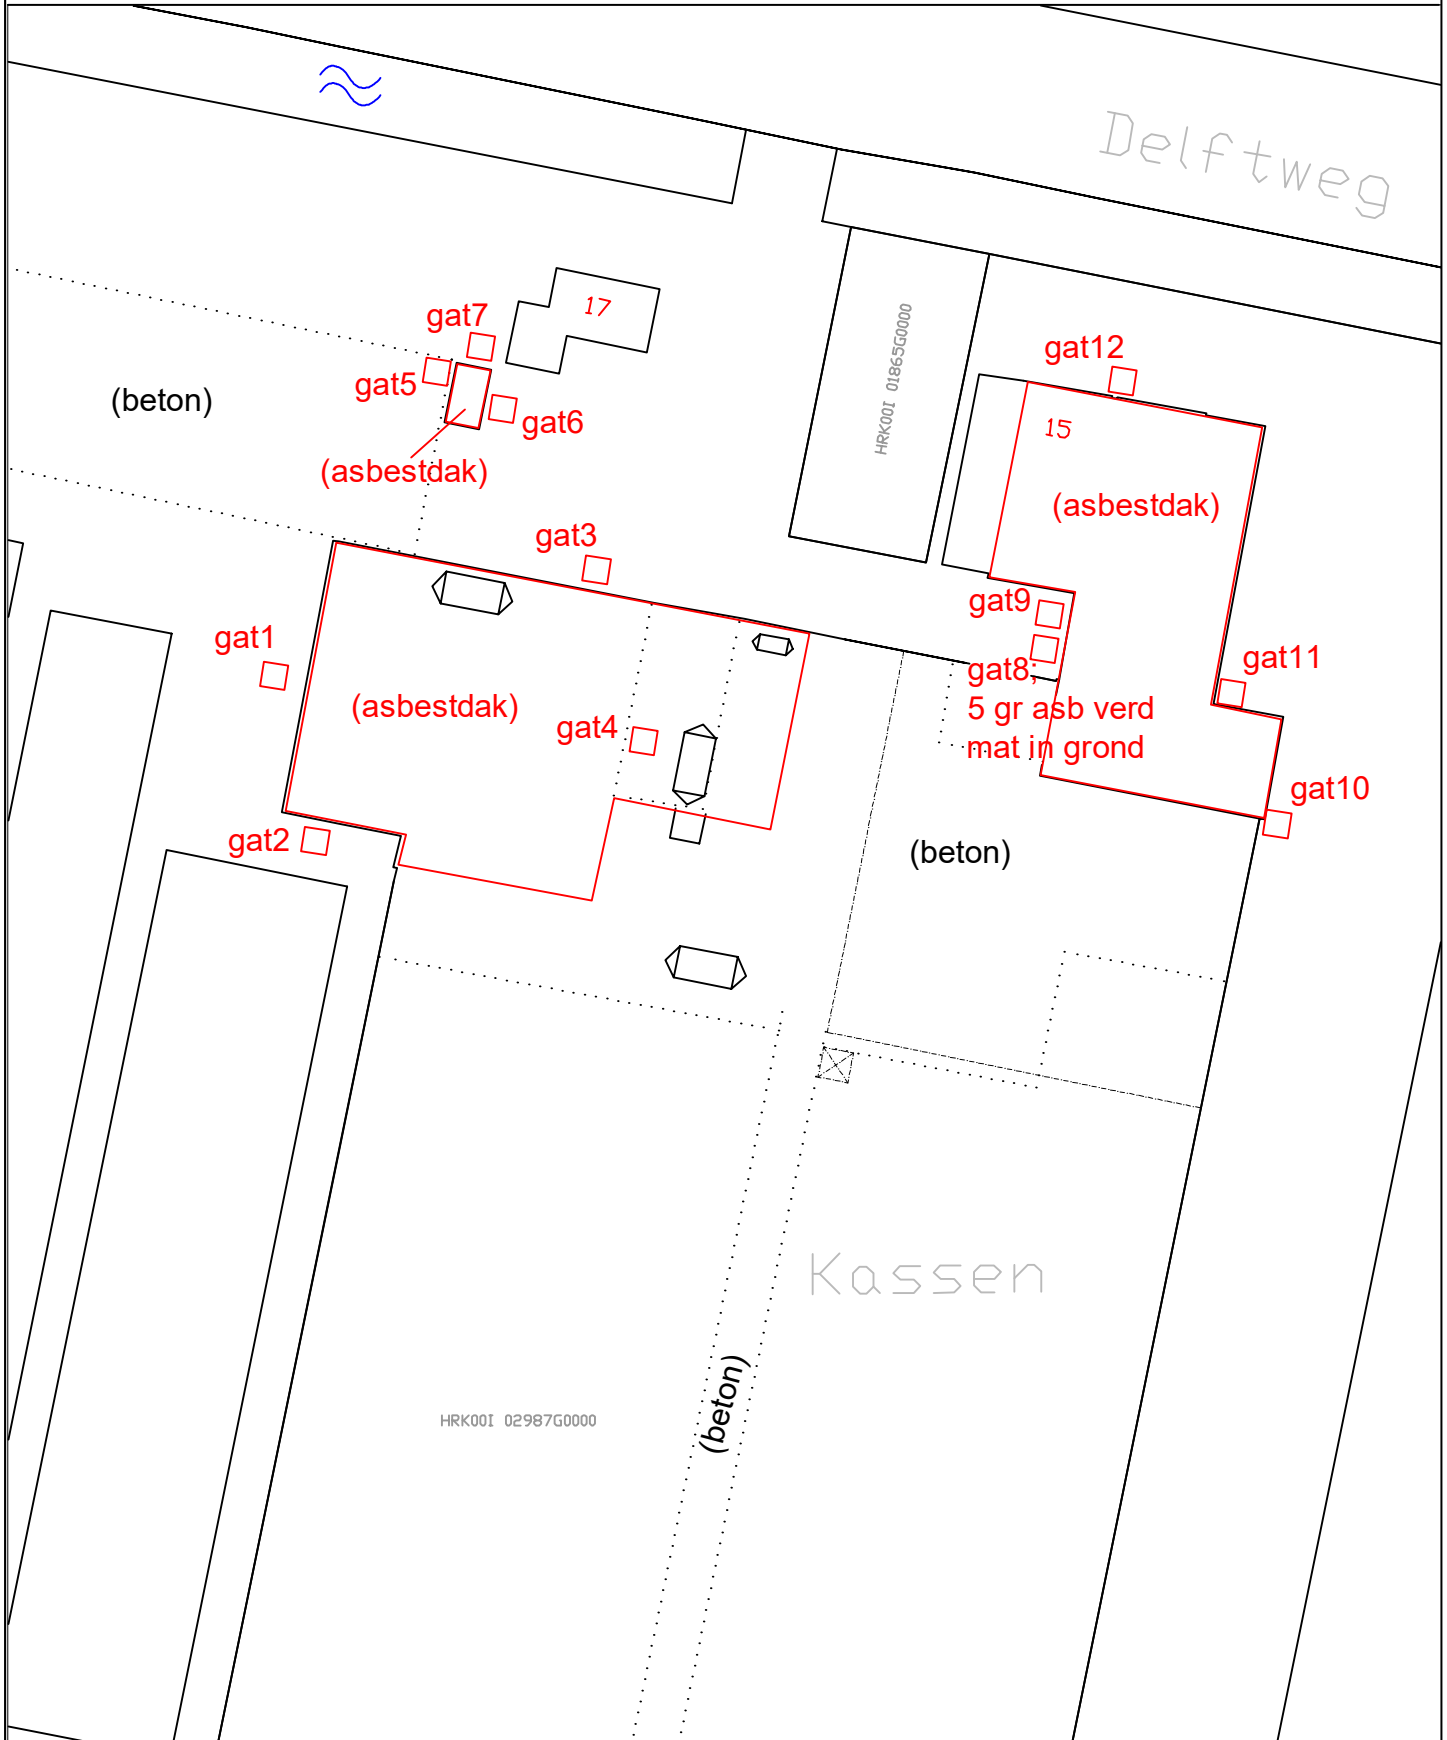 Delftweg
17
gat7
HRK00I 01865G0000
gat12
gat5
(beton)
gat6
15
(asbestdak)
(asbestdak)
gat3
gat9
gat1
gat11
gat8;
5 gr asb verd
mat in grond
(asbestdak)
gat4
gat10
gat2
(beton)
Kassen
(beton)
HRK00I 02987G0000